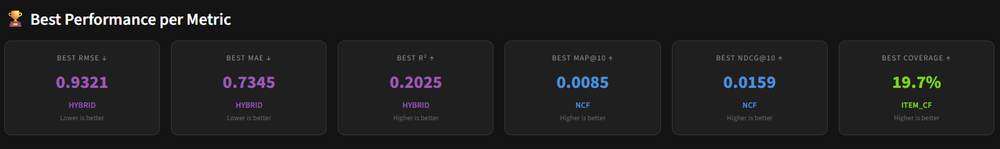 🏆 Best Performance per Metric
BEST RMSE ↓
0.9321
HYBRID
Lower is better
BEST MAE ↓
0.7345
HYBRID
Lower is better
BEST R² ↑
0.2025
HYBRID
Higher is better
BEST MAP@10 ↑
0.0085
NCF
Higher is better
BEST NDCG@10 ↑
0.0159
NCF
Higher is better
BEST COVERAGE ↑
19.7%
ITEM_CF
Higher is better